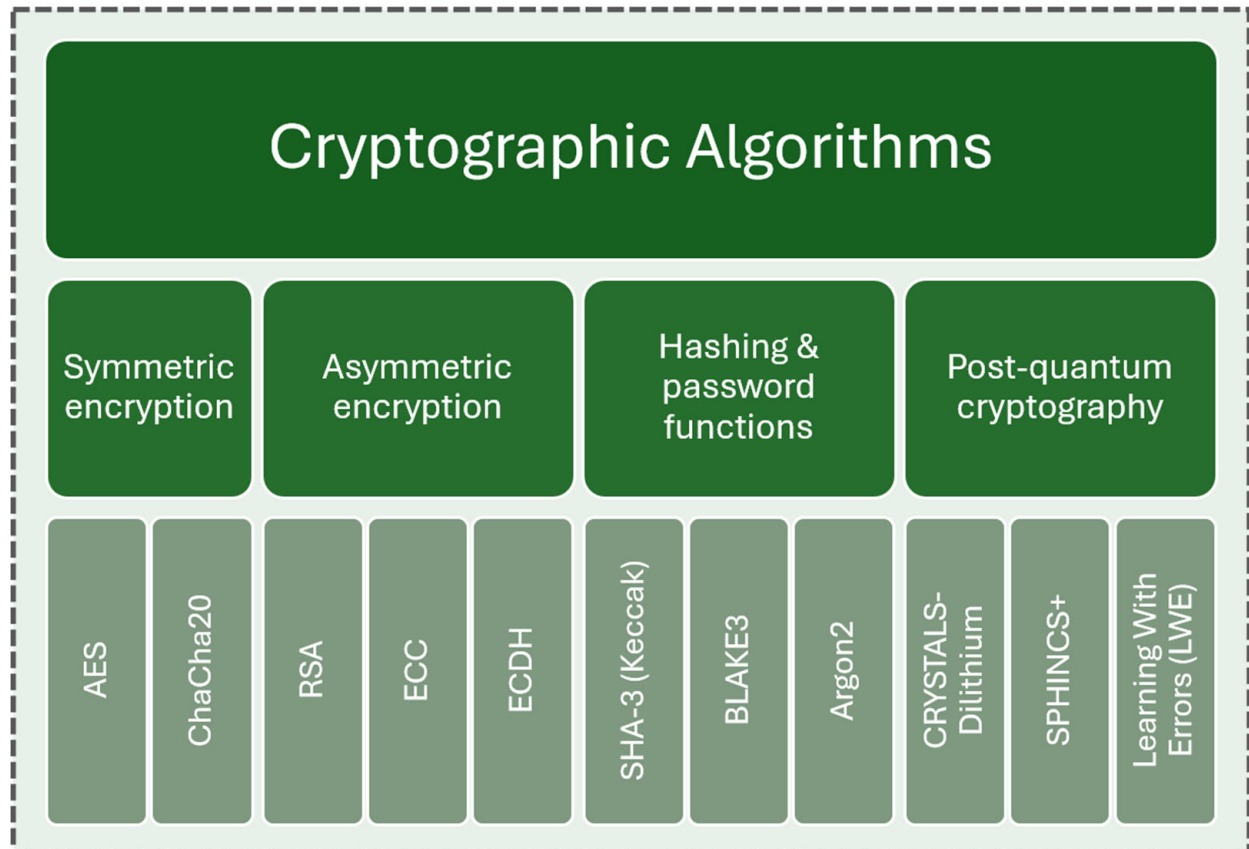 Cryptographic Algorithms
Symmetric
encryption
Asymmetric
encryption
Hashing &
password
functions
Post-quantum
cryptography
AES
ChaCha20
RSA
ECC
ECDH
SHA-3 (Keccak)
BLAKE3
Argon2
CRYSTALS-
Dilithium
SPHINCS+
Learning With
Errors (LWE)